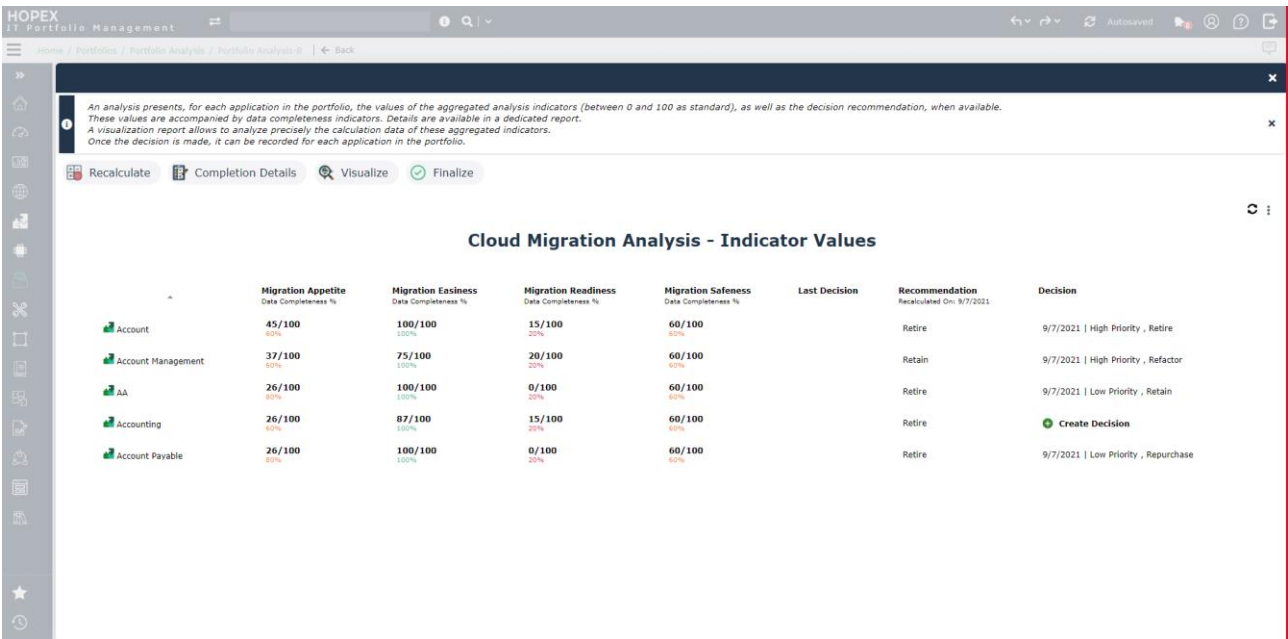 HOPEX
IT Portfolio Management
Autosaved
Home / Portfolios / Portfolio Analysis / Portfolio Analysis-8 Back
An analysis presents, for each application in the portfolio, the values of the aggregated analysis indicators (between 0 and 100 as standard), as well as the decision recommendation, when available.
These values are accompanied by data completeness indicators. Details are available in a dedicated report.
A visualization report allows to analyze precisely the calculation data of these aggregated indicators.
Once the decision is made, it can be recorded for each application in the portfolio.
Recalculate Completion Details Visualize Finalize
Cloud Migration Analysis - Indicator Values
Migration Appetite Migration Easiness Migration Readiness Migration Safeness Last Decision Recommendation Decision
Data Completeness % Data Completeness % Data Completeness % Data Completeness % Recalculated On: 9/7/2021
Account 45/100 100/100 15/100 60/100 Retire 9/7/2021 | High Priority , Retire
60% 100% 20% 60%
Account Management 37/100 75/100 20/100 60/100 Retain 9/7/2021 | High Priority , Refactor
60% 100% 20% 60%
AA 26/100 100/100 0/100 60/100 Retire 9/7/2021 | Low Priority , Retain
80% 100% 20% 60%
Accounting 26/100 87/100 15/100 60/100 Retire Create Decision
60% 100% 20% 60%
Account Payable 26/100 100/100 0/100 60/100 Retire 9/7/2021 | Low Priority , Repurchase
80% 100% 20% 60%